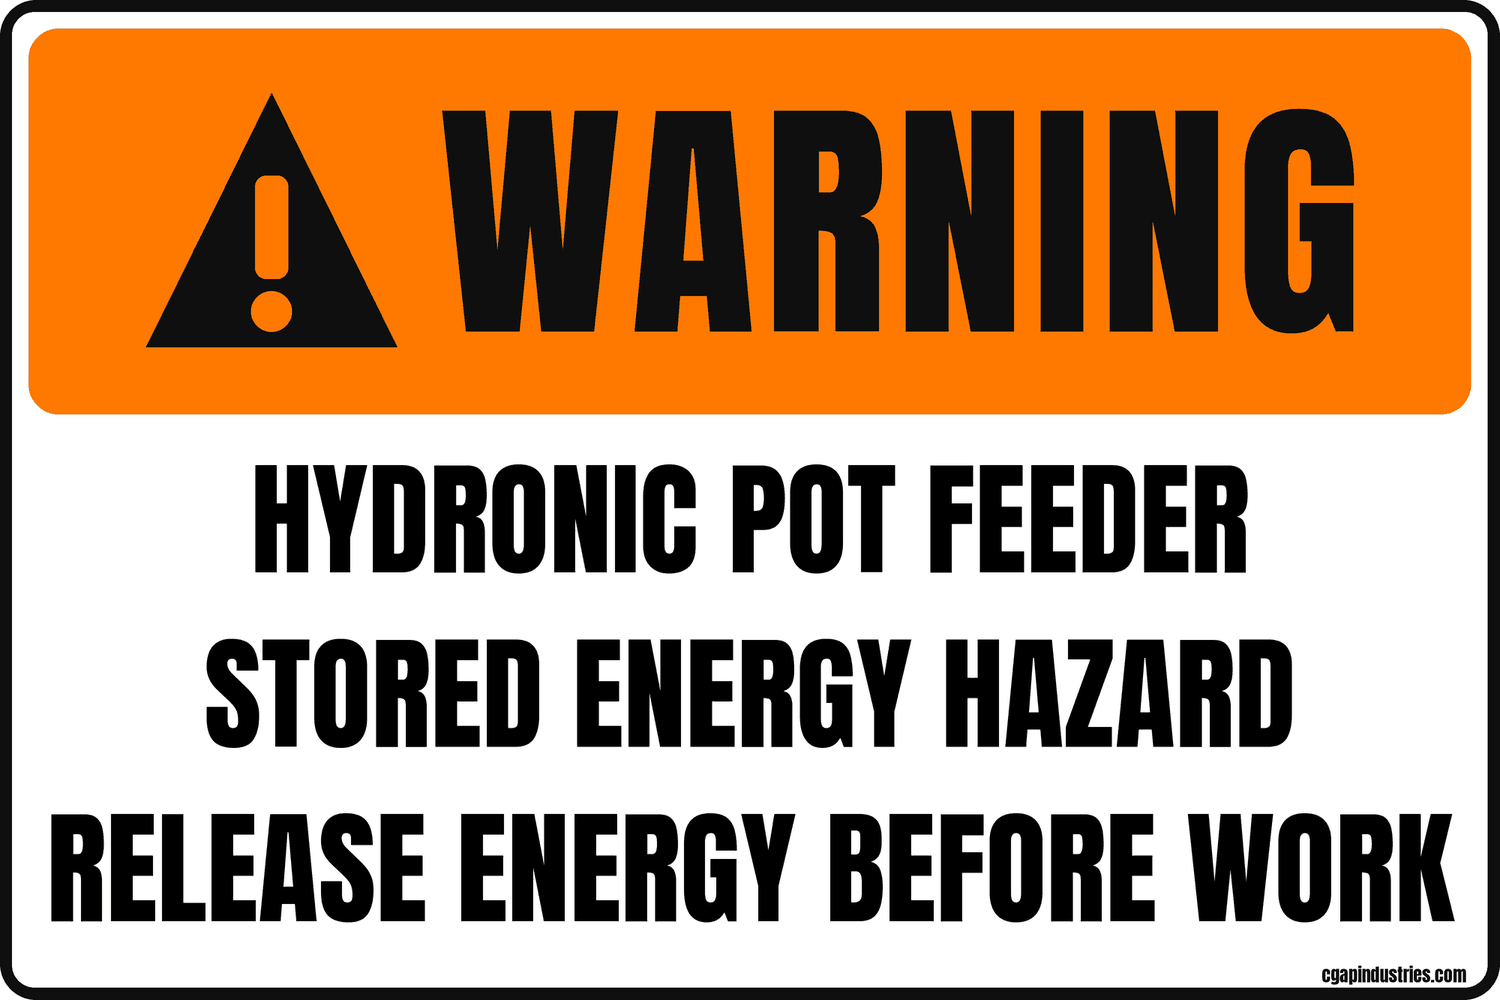 WARNING
HYDRONIC POT FEEDER
STORED ENERGY HAZARD
RELEASE ENERGY BEFORE WORK
cgapindustries.com